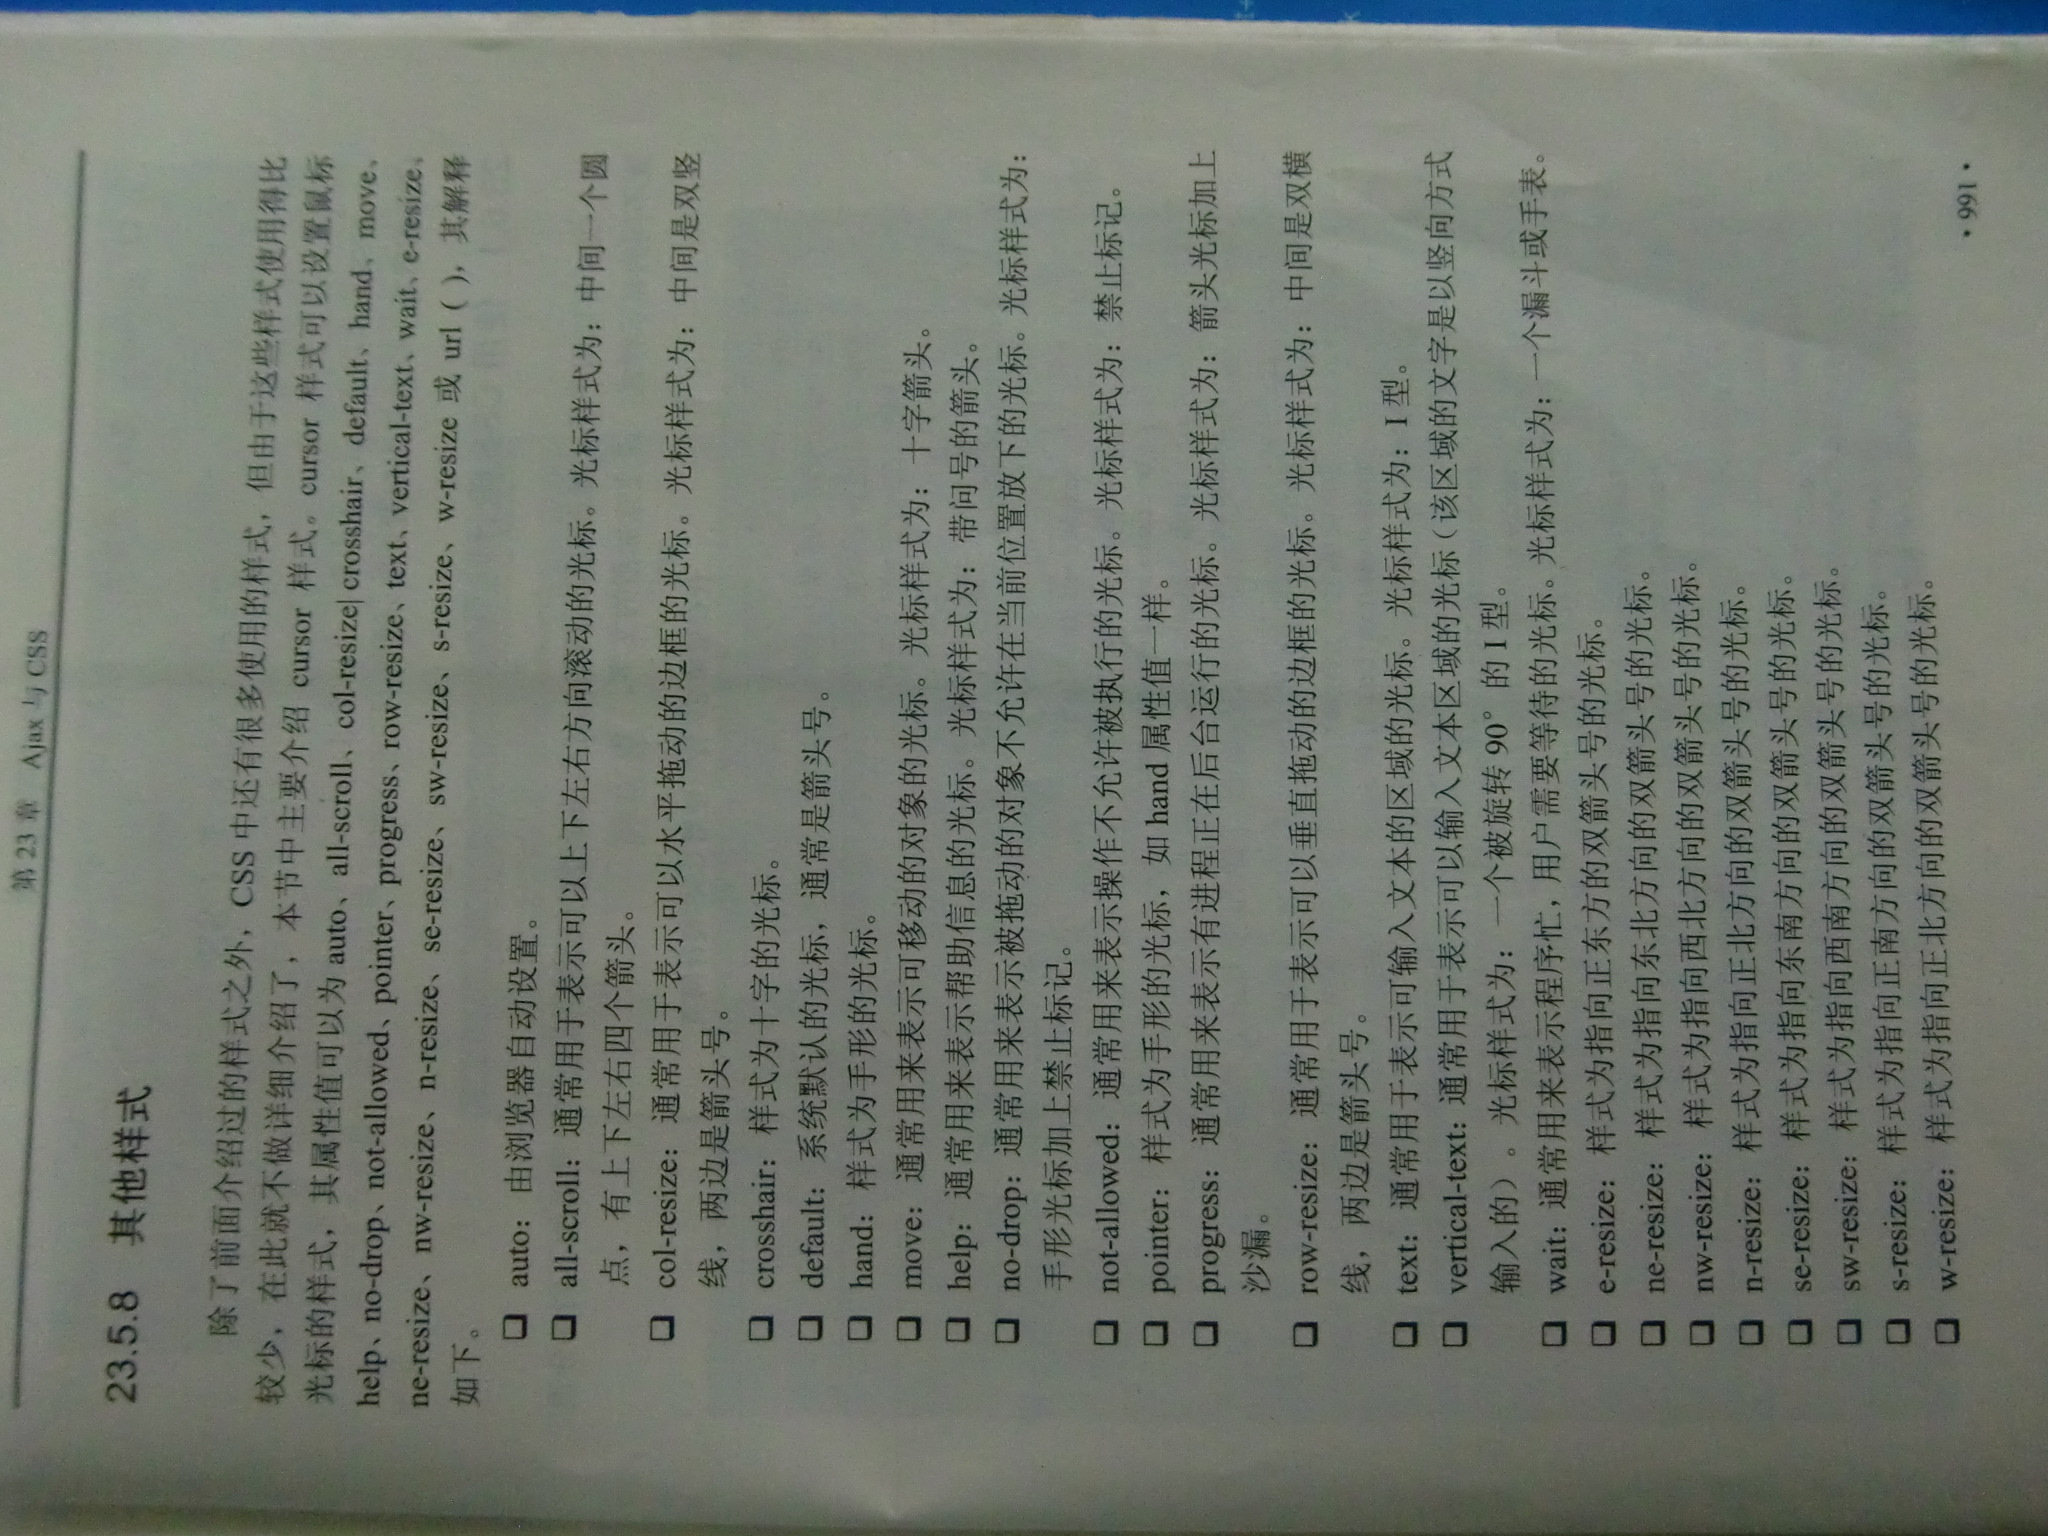 第 23 章　Ajax 与 CSS
23.5.8　其他样式
除了前面介绍过的样式之外，CSS 中还有很多使用的样式，但由于这些样式使用得比
较少，在此就不做详细介绍了，本节中主要介绍 cursor 样式。cursor 样式可以设置鼠标
光标的样式，其属性值可以为 auto、all-scroll、col-resize| crosshair、default、hand、move、
help、no-drop、not-allowed、pointer、progress、row-resize、text、vertical-text、wait、e-resize、
ne-resize、nw-resize、n-resize、se-resize、sw-resize、s-resize、w-resize 或 url（），其解释
如下。
❏ auto：由浏览器自动设置。
❏ all-scroll：通常用于表示可以上下左右方向滚动的光标。光标样式为：中间一个圆
点，有上下左右四个箭头。
❏ col-resize：通常用于表示可以水平拖动的边框的光标。光标样式为：中间是双竖
线，两边是箭头号。
❏ crosshair：样式为十字的光标。
❏ default：系统默认的光标，通常是箭头号。
❏ hand：样式为手形的光标。
❏ move：通常用来表示可移动的对象的光标。光标样式为：十字箭头。
❏ help：通常用来表示帮助信息的光标。光标样式为：带问号的箭头。
❏ no-drop：通常用来表示被拖动的对象不允许在当前位置放下的光标。光标样式为：
手形光标加上禁止标记。
❏ not-allowed：通常用来表示操作不允许被执行的光标。光标样式为：禁止标记。
❏ pointer：样式为手形的光标，如 hand 属性值一样。
❏ progress：通常用来表示有进程正在后台运行的光标。光标样式为：箭头光标加上
沙漏。
❏ row-resize：通常用于表示可以垂直拖动的边框的光标。光标样式为：中间是双横
线，两边是箭头号。
❏ text：通常用于表示可输入文本的区域的光标。光标样式为：I 型。
❏ vertical-text：通常用于表示可以输入文本区域的光标（该区域的文字是以竖向方式
输入的）。光标样式为：一个被旋转 90° 的 I 型。
❏ wait：通常用来表示程序忙，用户需要等待的光标。光标样式为：一个漏斗或手表。
❏ e-resize：样式为指向正东方的双箭头号的光标。
❏ ne-resize：样式为指向东北方向的双箭头号的光标。
❏ nw-resize：样式为指向西北方向的双箭头号的光标。
❏ n-resize：样式为指向正北方向的双箭头号的光标。
❏ se-resize：样式为指向东南方向的双箭头号的光标。
❏ sw-resize：样式为指向西南方向的双箭头号的光标。
❏ s-resize：样式为指向正南方向的双箭头号的光标。
❏ w-resize：样式为指向正北方向的双箭头号的光标。
• 991 •